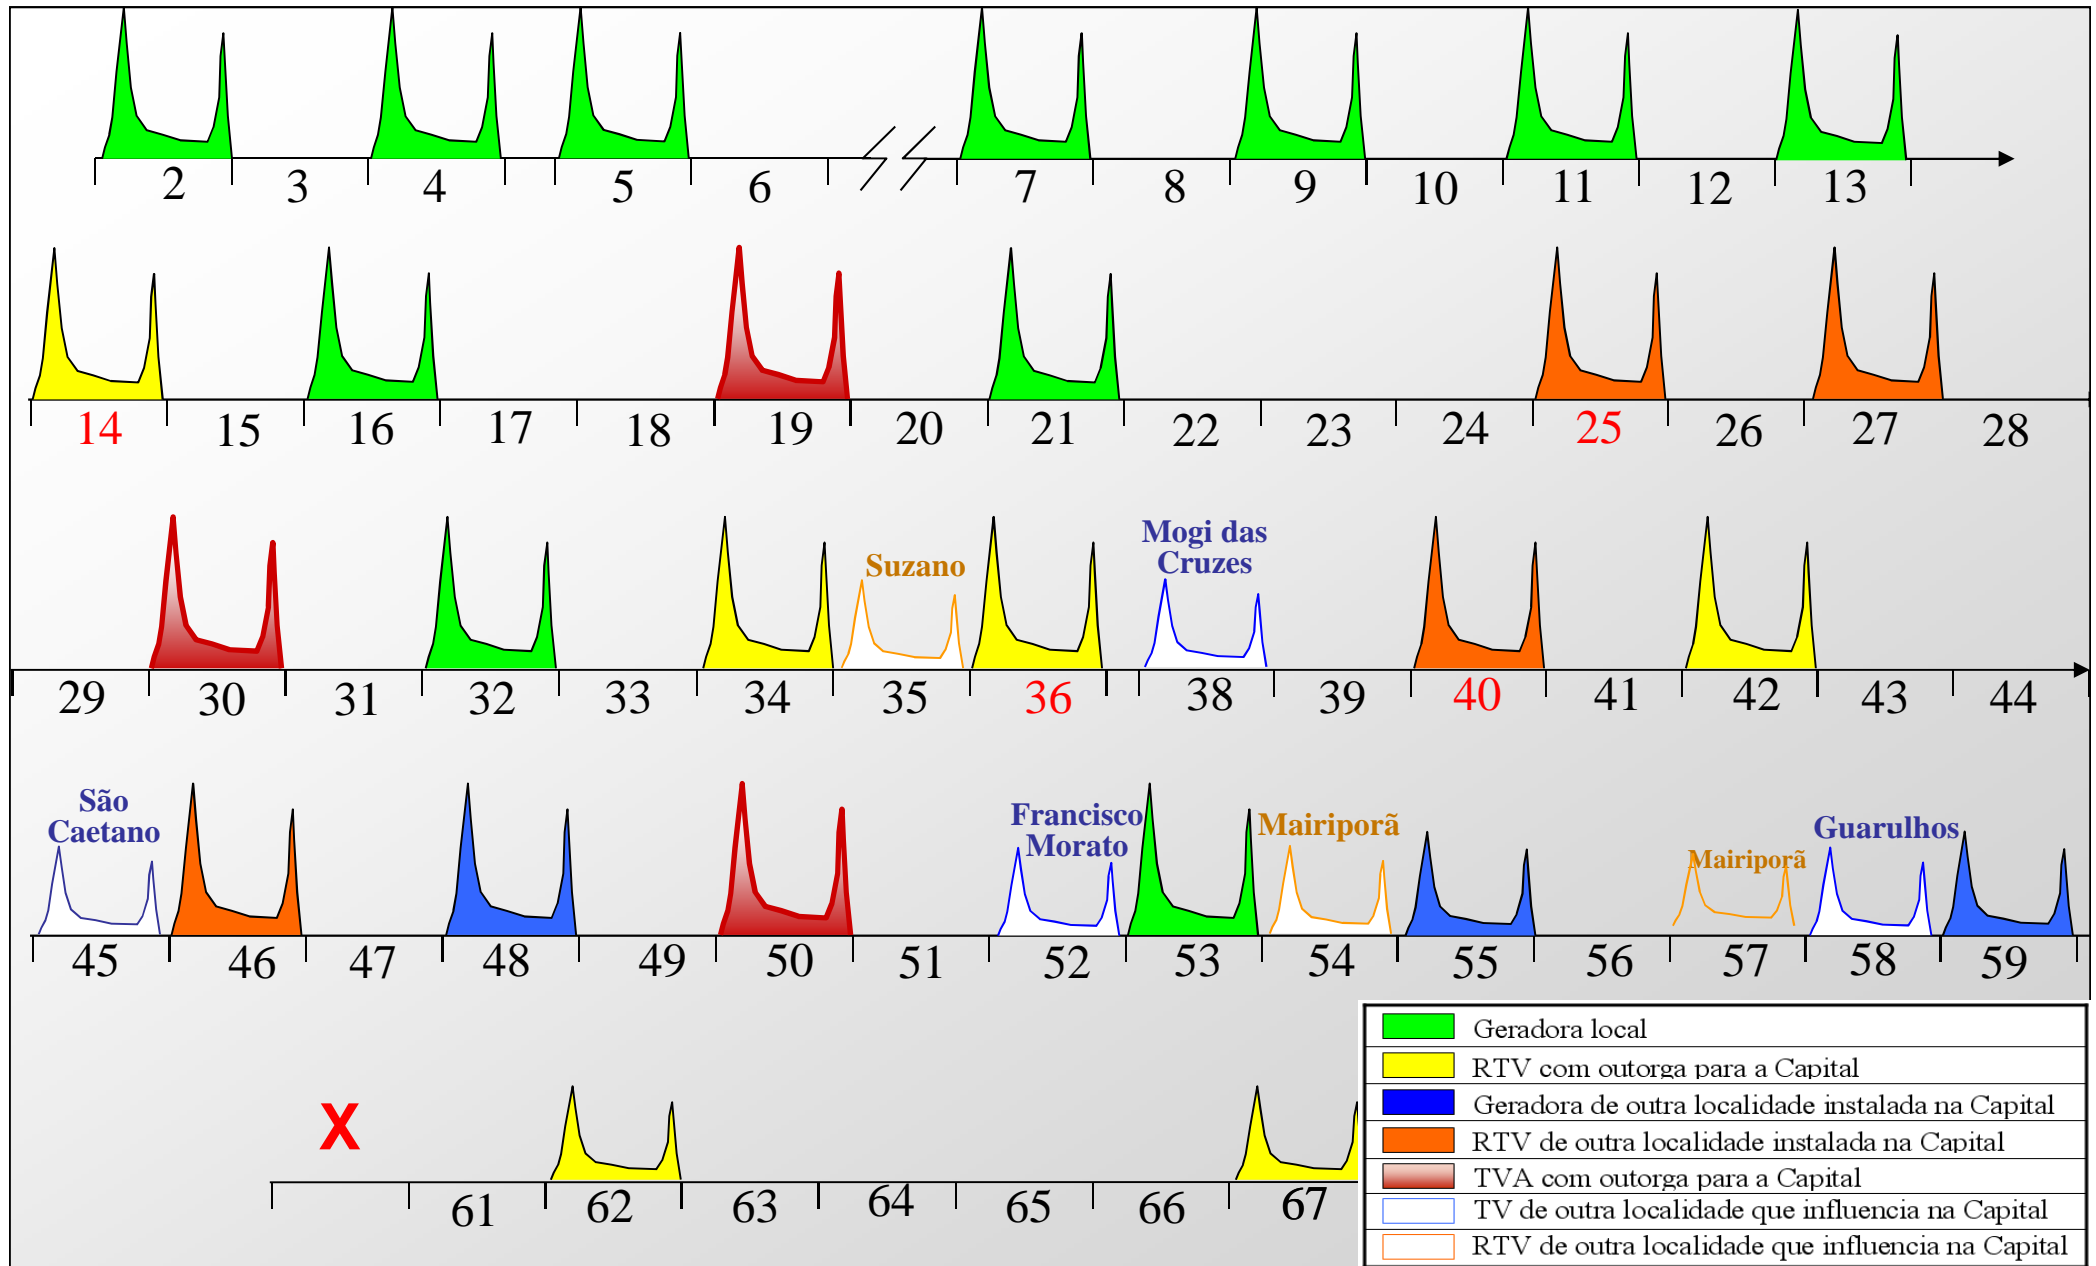 2 3 4 5 6 7 8 9 10 11 12 13
14 15 16 17 18 19 20 21 22 23 24 25 26 27 28
Suzano
Mogi das
Cruzes
29 30 31 32 33 34 35 36 38 39 40 41 42 43 44
São
Caetano
Francisco
Morato
Mairiporã
Mairiporã
Guarulhos
45 46 47 48 49 50 51 52 53 54 55 56 57 58 59
X
61 62 63 64 65 66 67
Geradora local
RTV com outorga para a Capital
Geradora de outra localidade instalada na Capital
RTV de outra localidade instalada na Capital
TVA com outorga para a Capital
TV de outra localidade que influencia na Capital
RTV de outra localidade que influencia na Capital